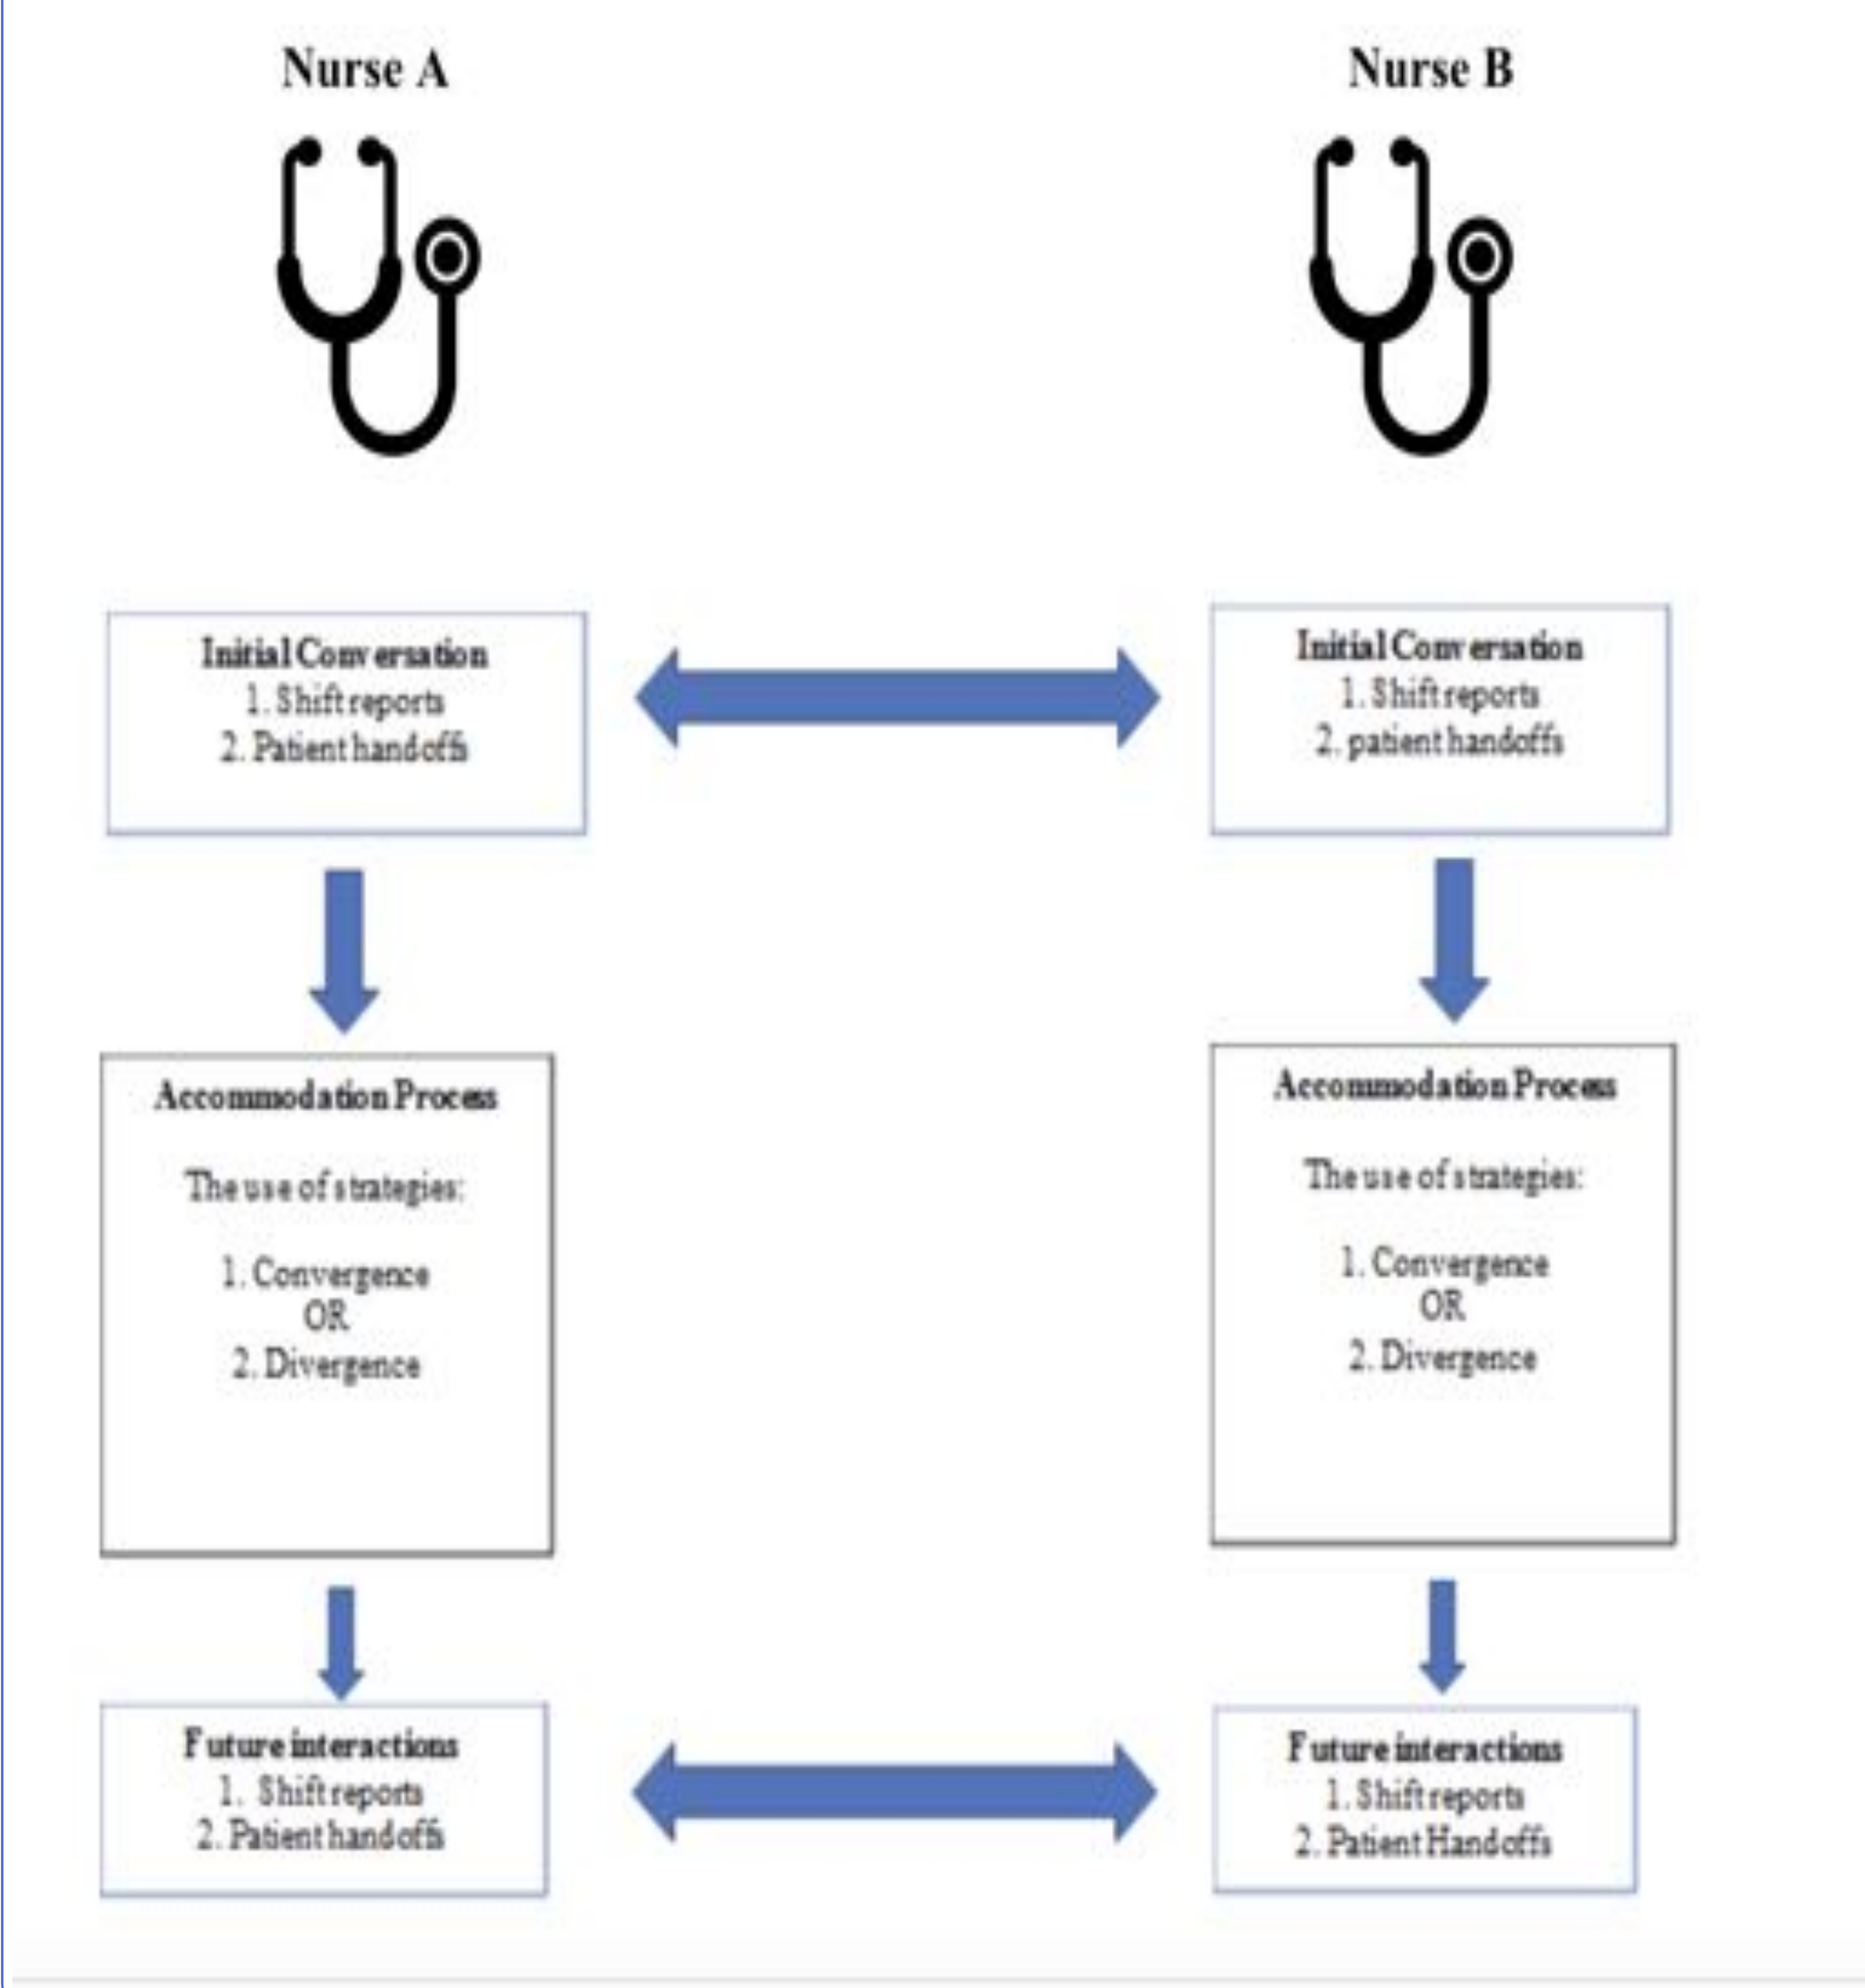 Nurse A
Nurse B
Initial Conversation
1. Shift reports
2. Patient handoffs
Initial Conversation
1. Shift reports
2. patient handoffs
Accommodation Process
The use of strategies:
1. Convergence
OR
2. Divergence
Accommodation Process
The use of strategies:
1. Convergence
OR
2. Divergence
Future interactions
1. Shift reports
2. Patient handoffs
Future interactions
1. Shift reports
2. Patient Handoffs